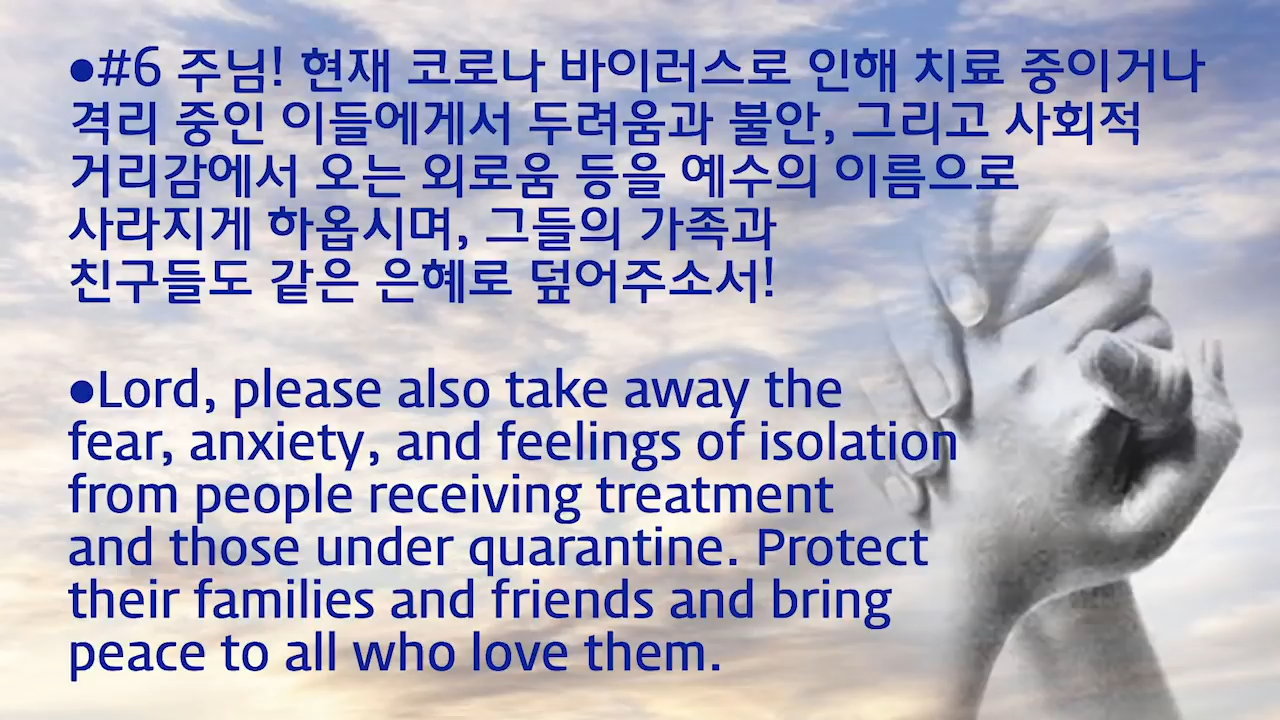 ●#6 주님! 현재 코로나 바이러스로 인해 치료 중이거나
격리 중인 이들에게서 두려움과 불안, 그리고 사회적
거리감에서 오는 외로움 등을 예수의 이름으로
사라지게 하옵시며, 그들의 가족과
친구들도 같은 은혜로 덮어주소서!
●Lord, please also take away the
fear, anxiety, and feelings of isolation
from people receiving treatment
and those under quarantine. Protect
their families and friends and bring
peace to all who love them.